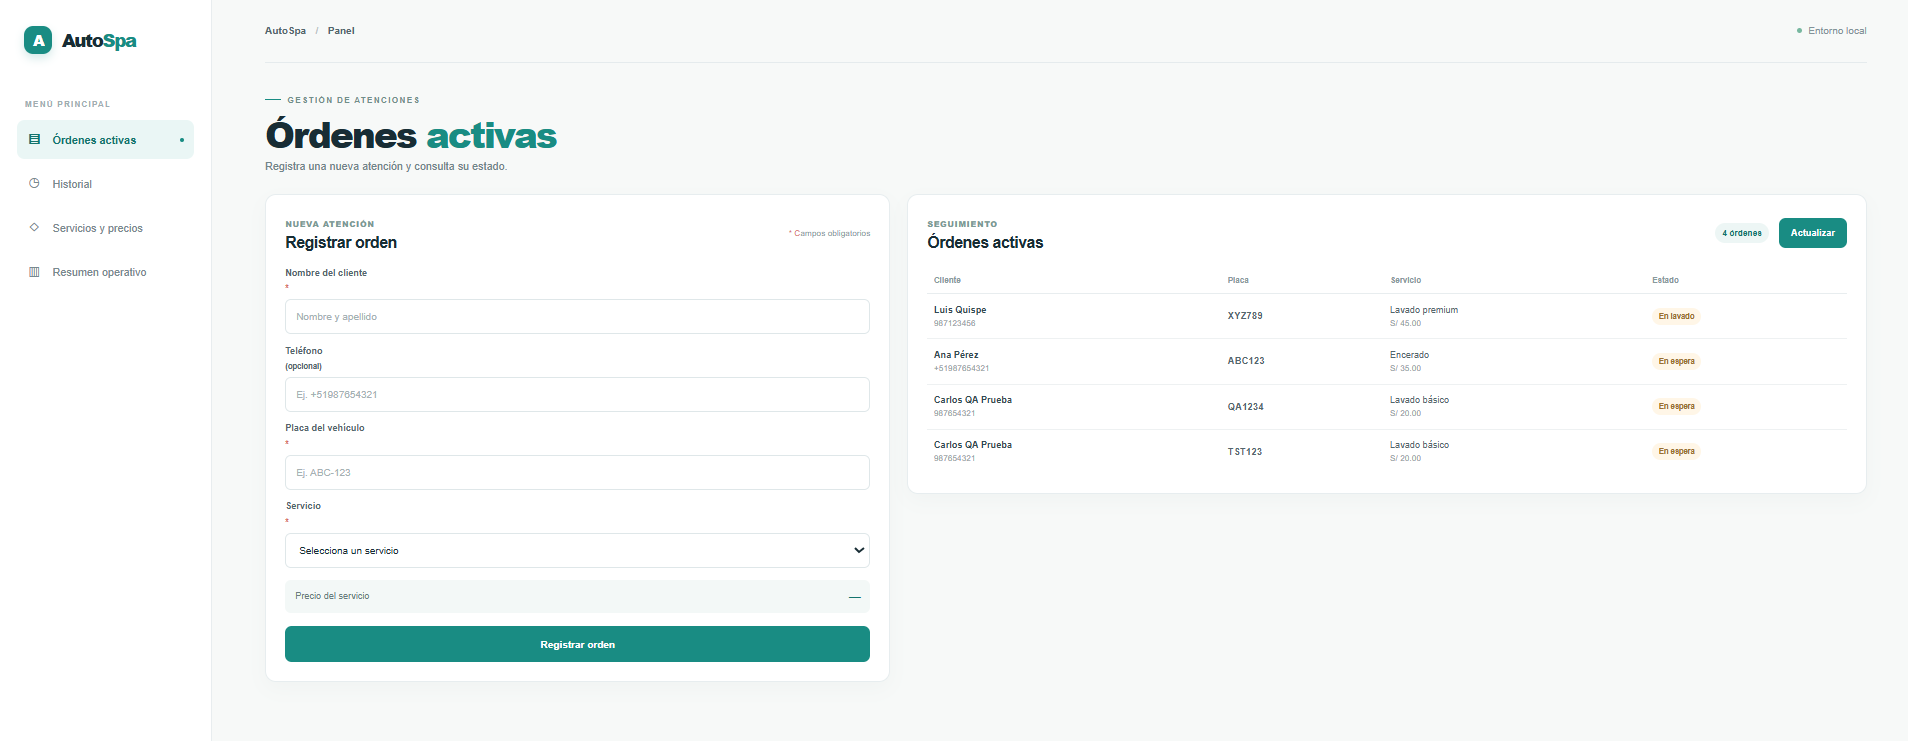 A AutoSpa
MENÚ PRINCIPAL
Órdenes activas
Historial
Servicios y precios
Resumen operativo
AutoSpa / Panel
Entorno local
GESTIÓN DE ATENCIONES
Órdenes activas
Registra una nueva atención y consulta su estado.
NUEVA ATENCIÓN
Registrar orden
* Campos obligatorios
Nombre del cliente
*
Nombre y apellido
Teléfono
(opcional)
Ej. +51987654321
Placa del vehículo
*
Ej. ABC-123
Servicio
*
Selecciona un servicio
Precio del servicio —
Registrar orden
SEGUIMIENTO
Órdenes activas
4 órdenes
Actualizar
Cliente Placa Servicio Estado
Luis Quispe
987123456
XYZ789
Lavado premium
S/ 45.00
En lavado
Ana Pérez
+51987654321
ABC123
Encerado
S/ 35.00
En espera
Carlos QA Prueba
987654321
QA1234
Lavado básico
S/ 20.00
En espera
Carlos QA Prueba
987654321
TST123
Lavado básico
S/ 20.00
En espera